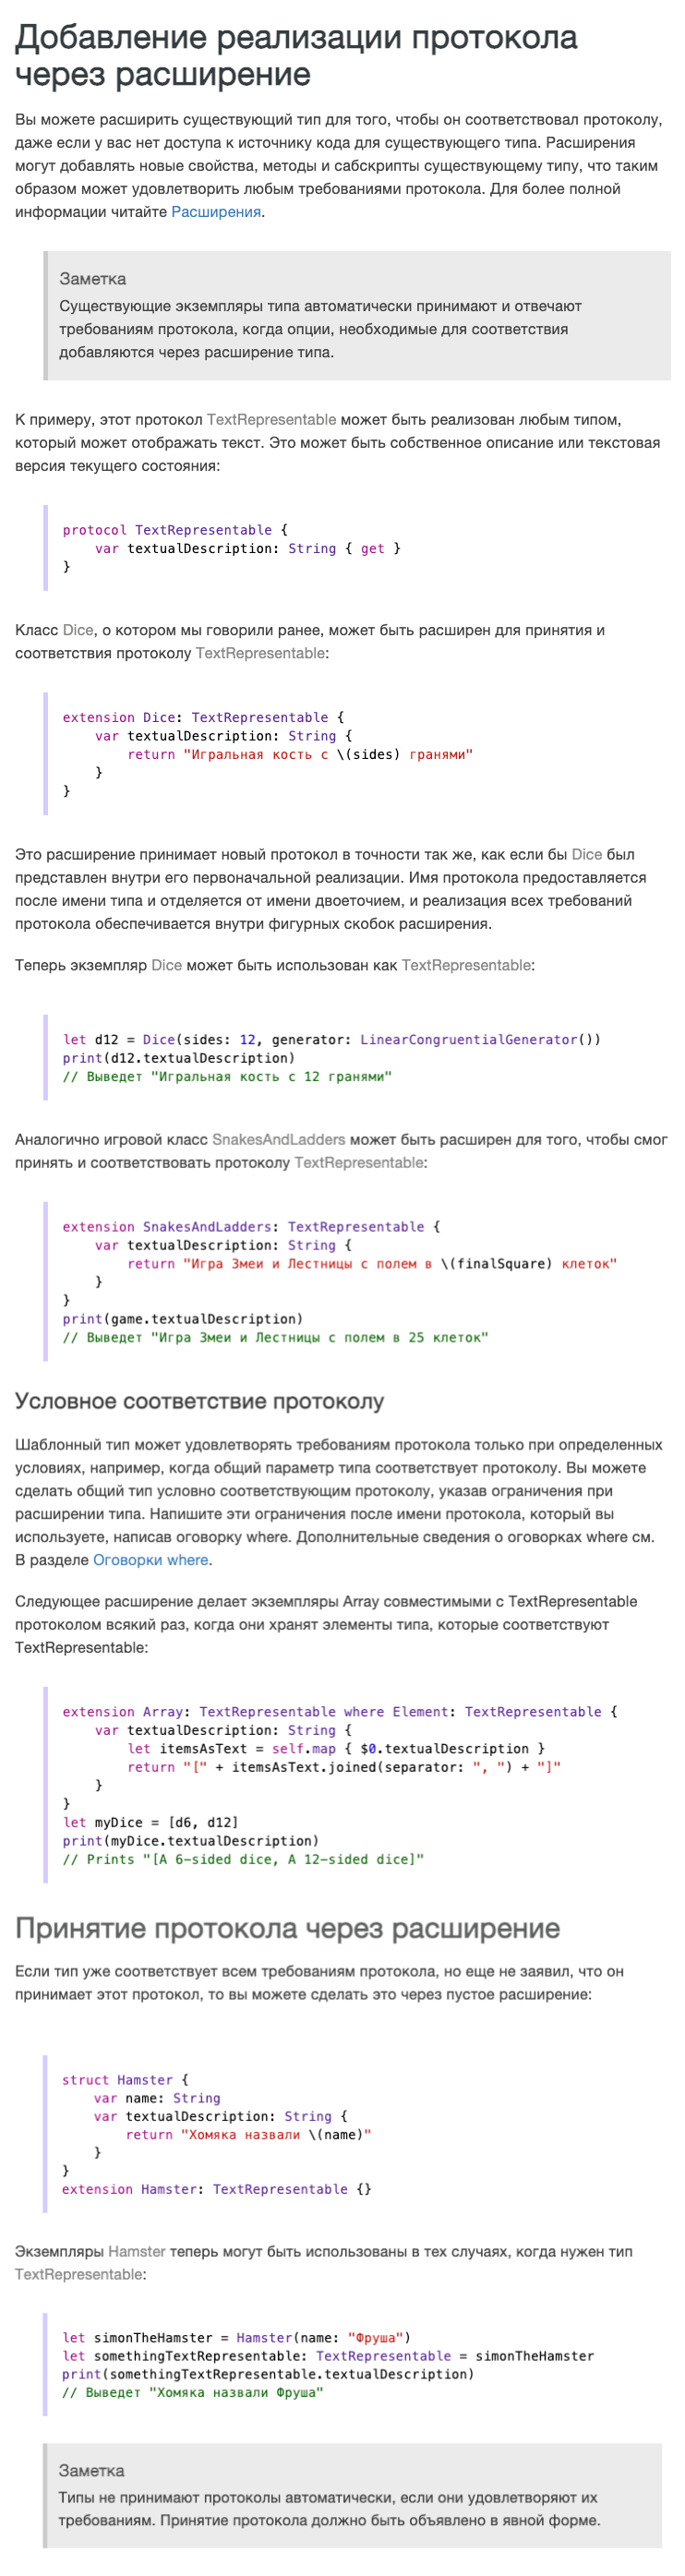 Добавление реализации протокола
через расширение
Вы можете расширить существующий тип для того, чтобы он соответствовал протоколу,
даже если у вас нет доступа к источнику кода для существующего типа. Расширения
могут добавлять новые свойства, методы и сабскрипты существующему типу, что таким
образом может удовлетворить любым требованиями протокола. Для более полной
информации читайте Расширения.
Заметка
Существующие экземпляры типа автоматически принимают и отвечают
требованиям протокола, когда опции, необходимые для соответствия
добавляются через расширение типа.
К примеру, этот протокол TextRepresentable может быть реализован любым типом,
который может отображать текст. Это может быть собственное описание или текстовая
версия текущего состояния:
protocol TextRepresentable {
    var textualDescription: String { get }
}
Класс Dice, о котором мы говорили ранее, может быть расширен для принятия и
соответствия протоколу TextRepresentable:
extension Dice: TextRepresentable {
    var textualDescription: String {
        return "Игральная кость с \(sides) гранями"
    }
}
Это расширение принимает новый протокол в точности так же, как если бы Dice был
представлен внутри его первоначальной реализации. Имя протокола предоставляется
после имени типа и отделяется от имени двоеточием, и реализация всех требований
протокола обеспечивается внутри фигурных скобок расширения.
Теперь экземпляр Dice может быть использован как TextRepresentable:
let d12 = Dice(sides: 12, generator: LinearCongruentialGenerator())
print(d12.textualDescription)
// Выведет "Игральная кость с 12 гранями"
Аналогично игровой класс SnakesAndLadders может быть расширен для того, чтобы смог
принять и соответствовать протоколу TextRepresentable:
extension SnakesAndLadders: TextRepresentable {
    var textualDescription: String {
        return "Игра Змеи и Лестницы с полем в \(finalSquare) клеток"
    }
}
print(game.textualDescription)
// Выведет "Игра Змеи и Лестницы с полем в 25 клеток"
Условное соответствие протоколу
Шаблонный тип может удовлетворять требованиям протокола только при определенных
условиях, например, когда общий параметр типа соответствует протоколу. Вы можете
сделать общий тип условно соответствующим протоколу, указав ограничения при
расширении типа. Напишите эти ограничения после имени протокола, который вы
используете, написав оговорку where. Дополнительные сведения о оговорках where см.
В разделе Оговорки where.
Следующее расширение делает экземпляры Array совместимыми с TextRepresentable
протоколом всякий раз, когда они хранят элементы типа, которые соответствуют
TextRepresentable:
extension Array: TextRepresentable where Element: TextRepresentable {
    var textualDescription: String {
        let itemsAsText = self.map { $0.textualDescription }
        return "[" + itemsAsText.joined(separator: ", ") + "]"
    }
}
let myDice = [d6, d12]
print(myDice.textualDescription)
// Prints "[A 6-sided dice, A 12-sided dice]"
Принятие протокола через расширение
Если тип уже соответствует всем требованиям протокола, но еще не заявил, что он
принимает этот протокол, то вы можете сделать это через пустое расширение:
struct Hamster {
    var name: String
    var textualDescription: String {
        return "Хомяка назвали \(name)"
    }
}
extension Hamster: TextRepresentable {}
Экземпляры Hamster теперь могут быть использованы в тех случаях, когда нужен тип
TextRepresentable:
let simonTheHamster = Hamster(name: "Фруша")
let somethingTextRepresentable: TextRepresentable = simonTheHamster
print(somethingTextRepresentable.textualDescription)
// Выведет "Хомяка назвали Фруша"
Заметка
Типы не принимают протоколы автоматически, если они удовлетворяют их
требованиям. Принятие протокола должно быть объявлено в явной форме.